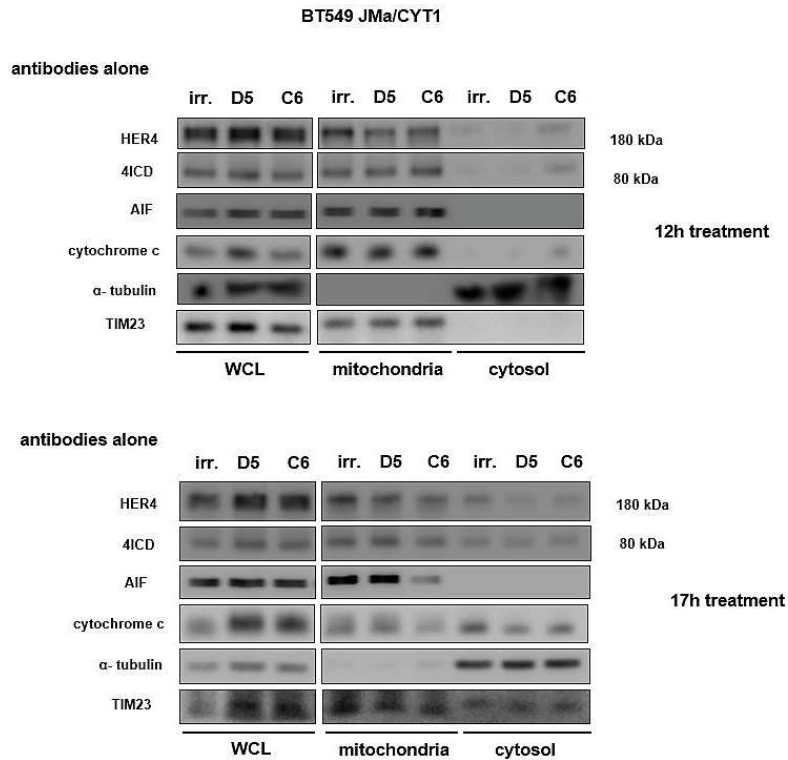 BT549 JMa/CYT1
antibodies alone
irr. D5 C6 irr. D5 C6 irr. D5 C6
HER4 180 kDa
4ICD 80 kDa
AIF
12h treatment
cytochrome c
α- tubulin
TIM23
WCL mitochondria cytosol
antibodies alone
irr. D5 C6 irr. D5 C6 irr. D5 C6
HER4 180 kDa
4ICD 80 kDa
AIF
17h treatment
cytochrome c
α- tubulin
TIM23
WCL mitochondria cytosol